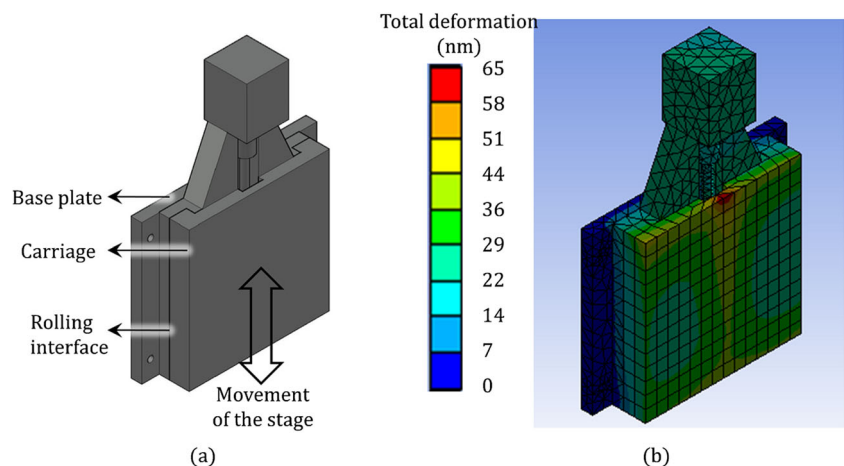 Total deformation
(nm)
65
58
51
44
36
29
22
14
7
0
Base plate
Carriage
Rolling
interface
Movement
of the stage
(a)
(b)